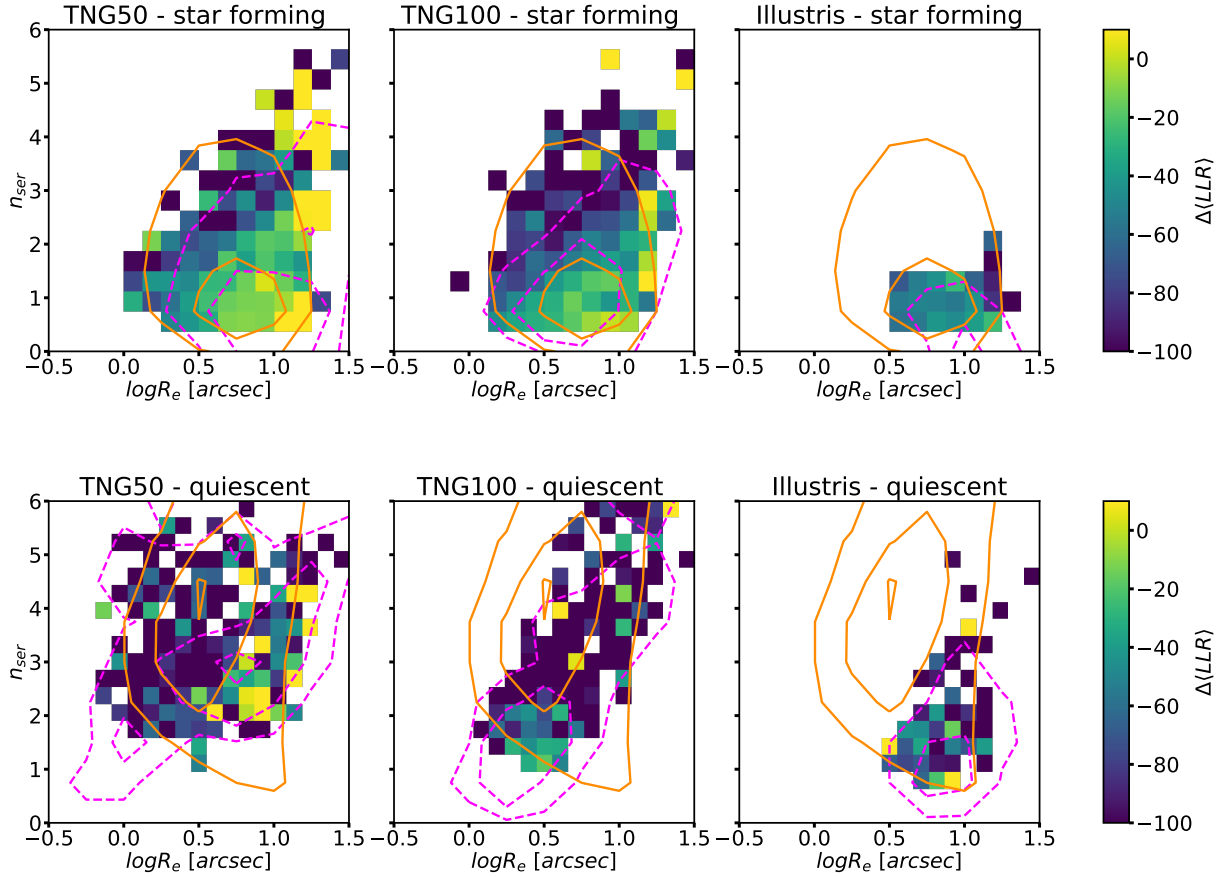 TNG50 - star forming
TNG100 - star forming
Illustris - star forming
6
5
4
3
2
1
0
n_ser
−0.5 0.0 0.5 1.0 1.5
−0.5 0.0 0.5 1.0 1.5
−0.5 0.0 0.5 1.0 1.5
logR_e [arcsec]
logR_e [arcsec]
logR_e [arcsec]
0
−20
−40
−60
−80
−100
Δ⟨LLR⟩
TNG50 - quiescent
TNG100 - quiescent
Illustris - quiescent
6
5
4
3
2
1
0
n_ser
−0.5 0.0 0.5 1.0 1.5
−0.5 0.0 0.5 1.0 1.5
−0.5 0.0 0.5 1.0 1.5
logR_e [arcsec]
logR_e [arcsec]
logR_e [arcsec]
0
−20
−40
−60
−80
−100
Δ⟨LLR⟩